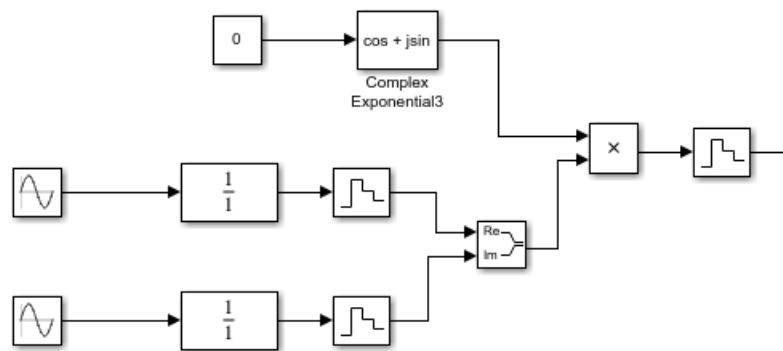 0
cos + jsin
Complex
Exponential3
×
1
1
Re
Im
1
1